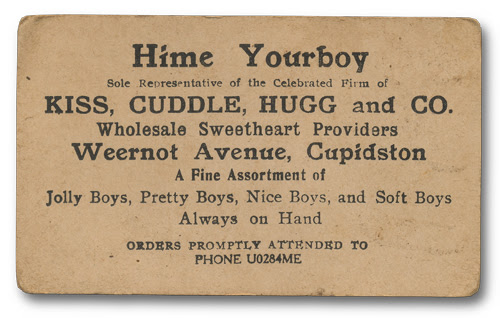 Hime Yourboy
Sole Representative of the Celebrated Firm of
KISS, CUDDLE, HUGG and CO.
Wholesale Sweetheart Providers
Weernot Avenue, Cupidston
A Fine Assortment of
Jolly Boys, Pretty Boys, Nice Boys, and Soft Boys
Always on Hand
ORDERS PROMPTLY ATTENDED TO
PHONE U0284ME